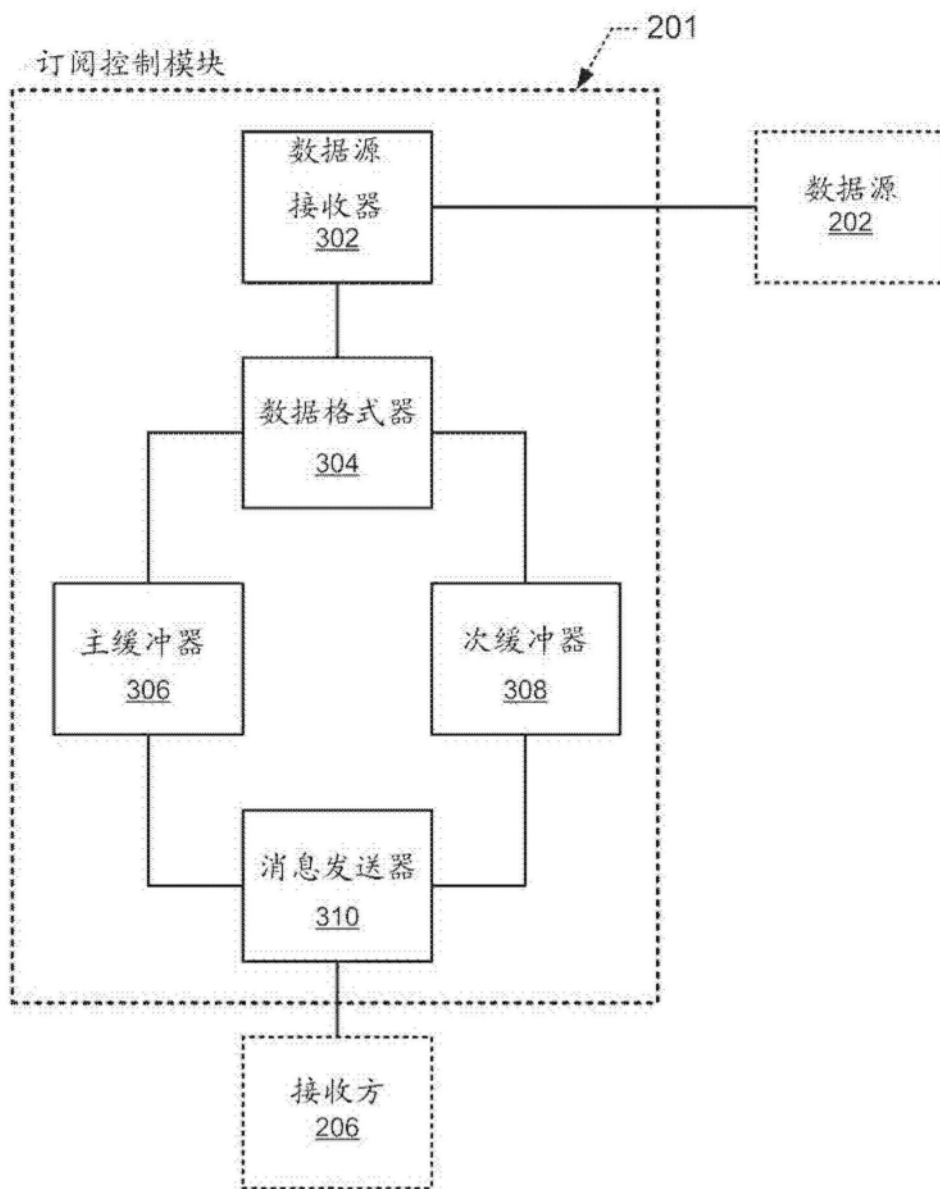 201
订阅控制模块
数据源
接收器
302
数据源
202
数据格式器
304
主缓冲器
306
次缓冲器
308
消息发送器
310
接收方
206